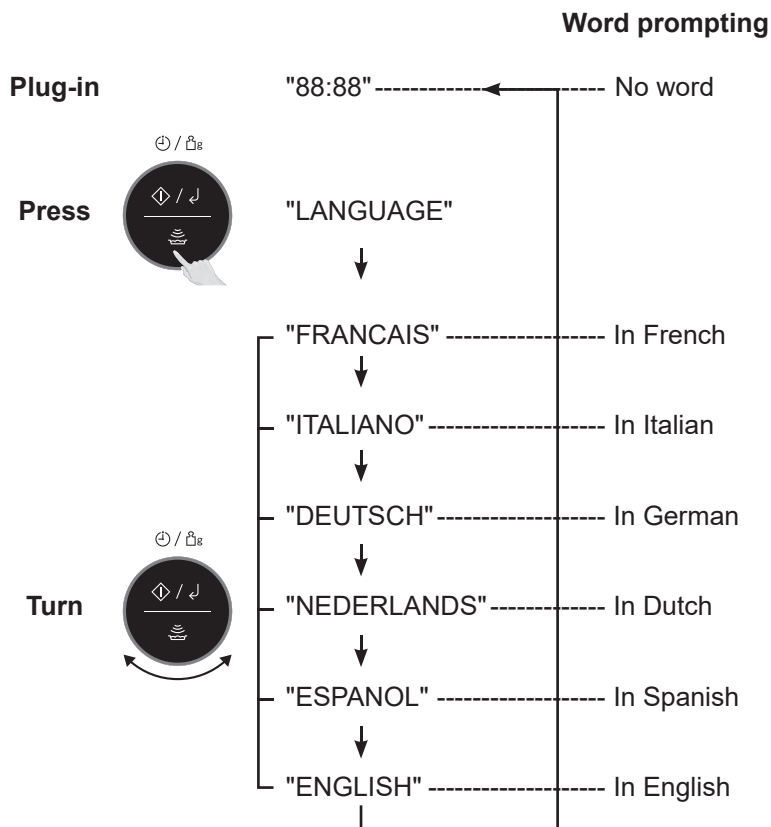 Word prompting
Plug-in "88:88" No word
/ g
Press "LANGUAGE"
"FRANCAIS" In French
"ITALIANO" In Italian
"DEUTSCH" In German
/ g
Turn "NEDERLANDS" In Dutch
"ESPANOL" In Spanish
"ENGLISH" In English